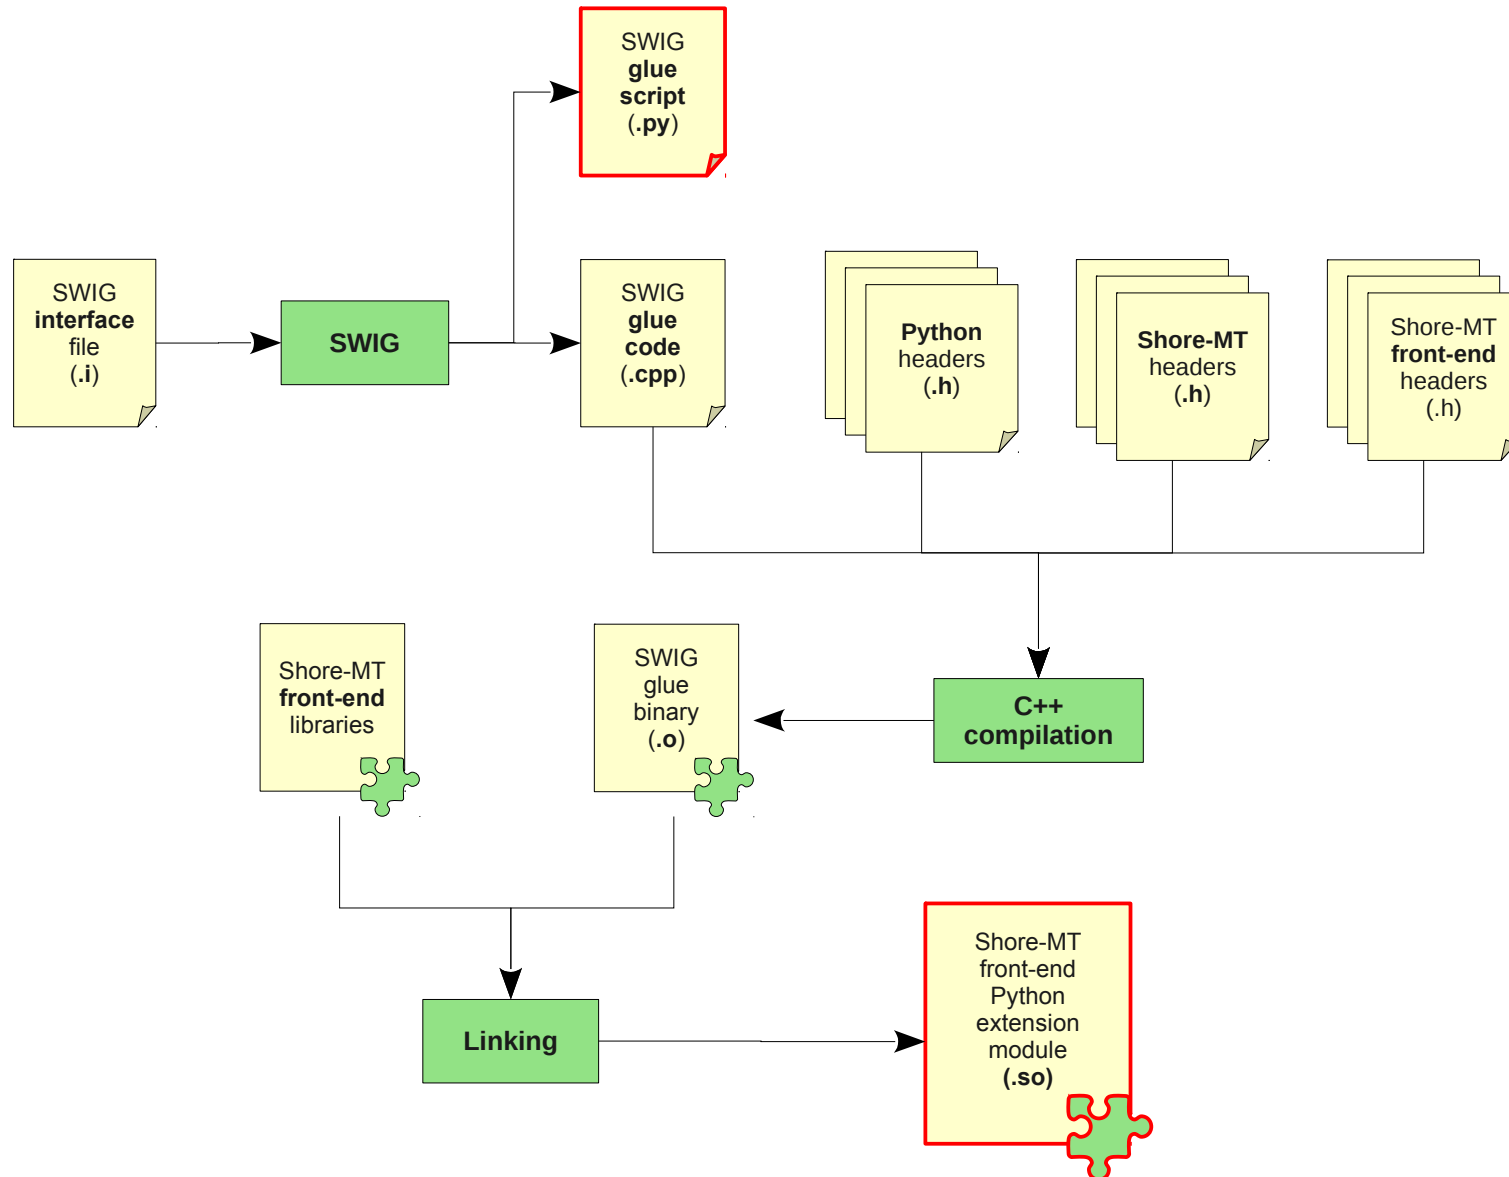 SWIG
glue
script
(.py)
SWIG
interface
file
(.i)
SWIG
SWIG
glue
code
(.cpp)
Python
headers
(.h)
Shore-MT
headers
(.h)
Shore-MT
front-end
headers
(.h)
Shore-MT
front-end
libraries
SWIG
glue
binary
(.o)
C++
compilation
Linking
Shore-MT
front-end
Python
extension
module
(.so)